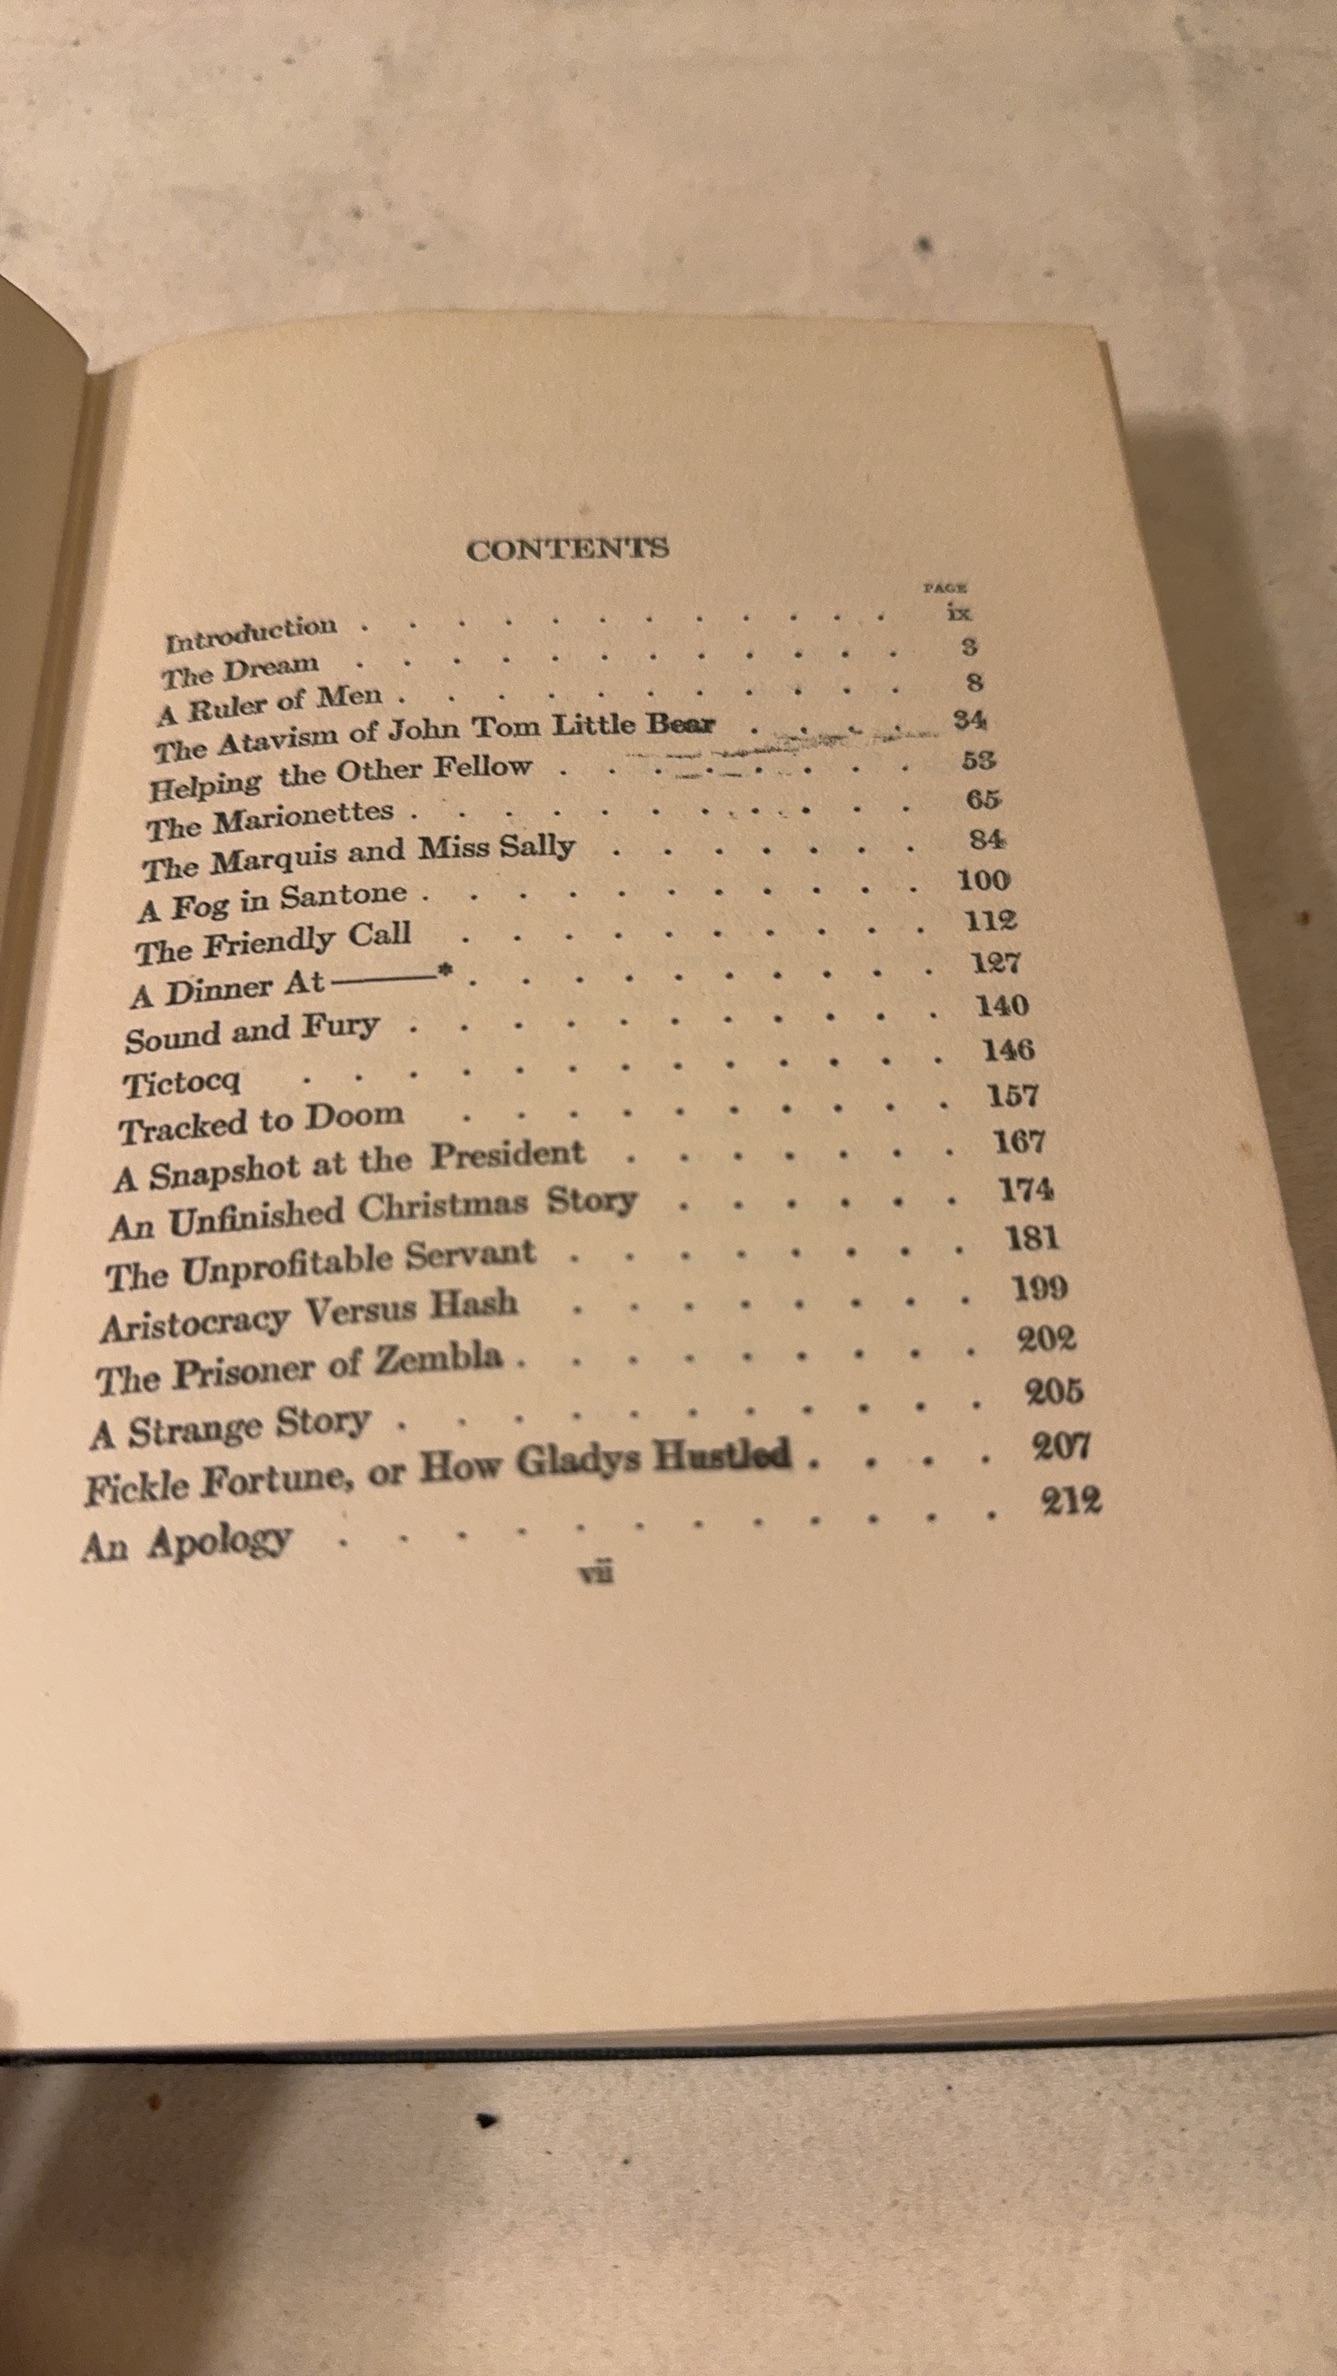 CONTENTS
PAGE
Introduction . . . . . . . . . . . . ix
The Dream . . . . . . . . . . . . 3
A Ruler of Men . . . . . . . . . . . 8
The Atavism of John Tom Little Bear . . . . 34
Helping the Other Fellow . . . . . . . . 53
The Marionettes . . . . . . . . . . . 65
The Marquis and Miss Sally . . . . . . . 84
A Fog in Santone . . . . . . . . . . . 100
The Friendly Call . . . . . . . . . . 112
A Dinner At———* . . . . . . . . . . 127
Sound and Fury . . . . . . . . . . . 140
Tictocq . . . . . . . . . . . . . 146
Tracked to Doom . . . . . . . . . . 157
A Snapshot at the President . . . . . . . 167
An Unfinished Christmas Story . . . . . . 174
The Unprofitable Servant . . . . . . . . 181
Aristocracy Versus Hash . . . . . . . . 199
The Prisoner of Zembla . . . . . . . . . 202
A Strange Story . . . . . . . . . . . 205
Fickle Fortune, or How Gladys Hustled . . . . 207
An Apology . . . . . . . . . . . . 212
vii